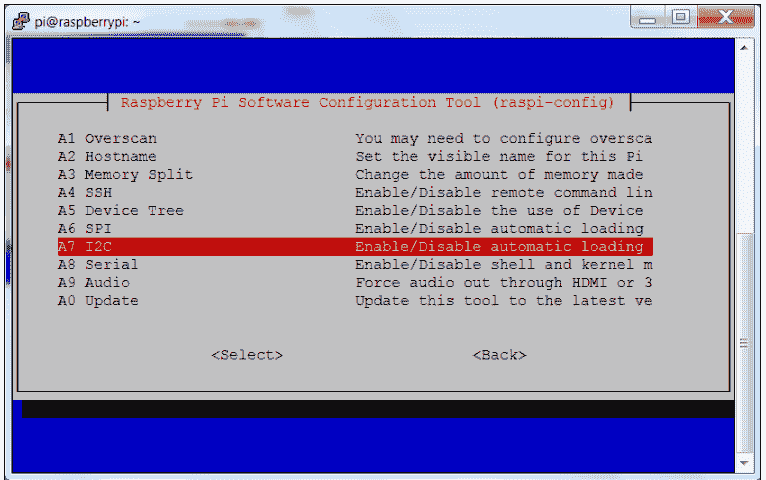 pi@raspberrypi: ~
Raspberry Pi Software Configuration Tool (raspi-config)
A1 Overscan You may need to configure oversca
A2 Hostname Set the visible name for this Pi
A3 Memory Split Change the amount of memory made
A4 SSH Enable/Disable remote command lin
A5 Device Tree Enable/Disable the use of Device
A6 SPI Enable/Disable automatic loading
A7 I2C Enable/Disable automatic loading
A8 Serial Enable/Disable shell and kernel m
A9 Audio Force audio out through HDMI or 3
A0 Update Update this tool to the latest ve
<Select> <Back>